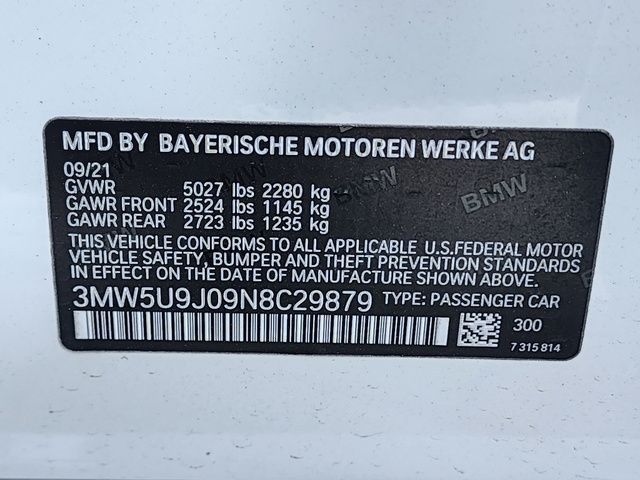 MFD BY BAYERISCHE MOTOREN WERKE AG
09/21
GVWR 5027 lbs 2280 kg
GAWR FRONT 2524 lbs 1145 kg
GAWR REAR 2723 lbs 1235 kg
THIS VEHICLE CONFORMS TO ALL APPLICABLE U.S.FEDERAL MOTOR
VEHICLE SAFETY, BUMPER AND THEFT PREVENTION STANDARDS
IN EFFECT ON THE DATE OF MANUFACTURE SHOWN ABOVE.
3MW5U9J09N8C29879 TYPE: PASSENGER CAR
300
7 315 814
BMW